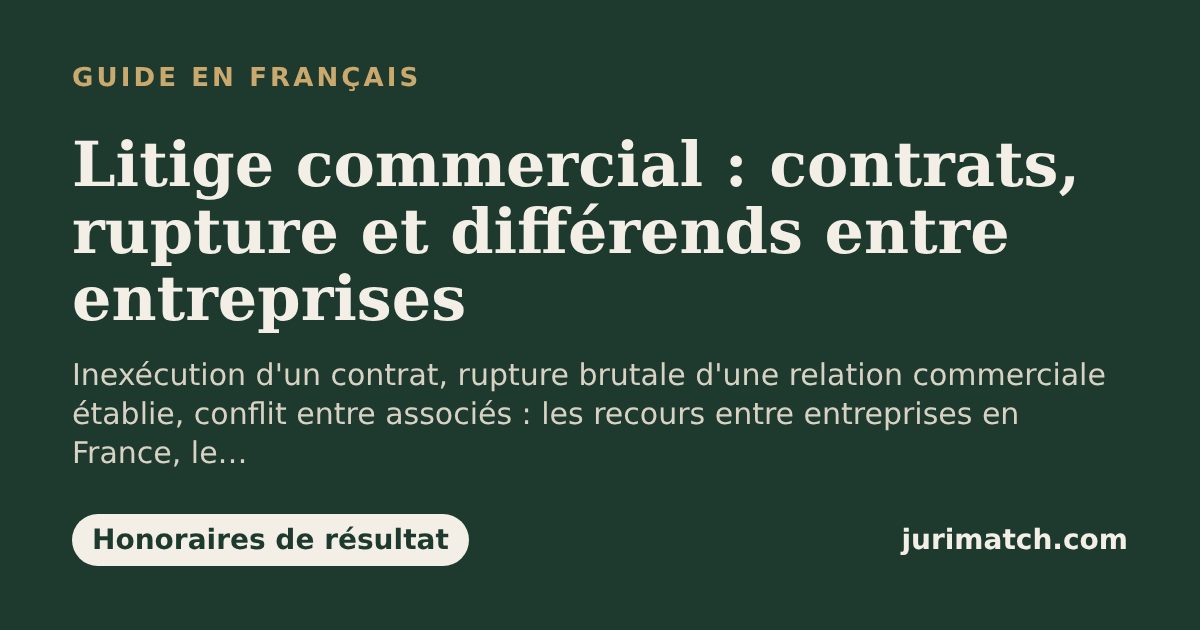 GUIDE EN FRANÇAIS
Litige commercial : contrats,
rupture et différends entre
entreprises
Inexécution d'un contrat, rupture brutale d'une relation commerciale
établie, conflit entre associés : les recours entre entreprises en
France, le…
Honoraires de résultat
jurimatch.com